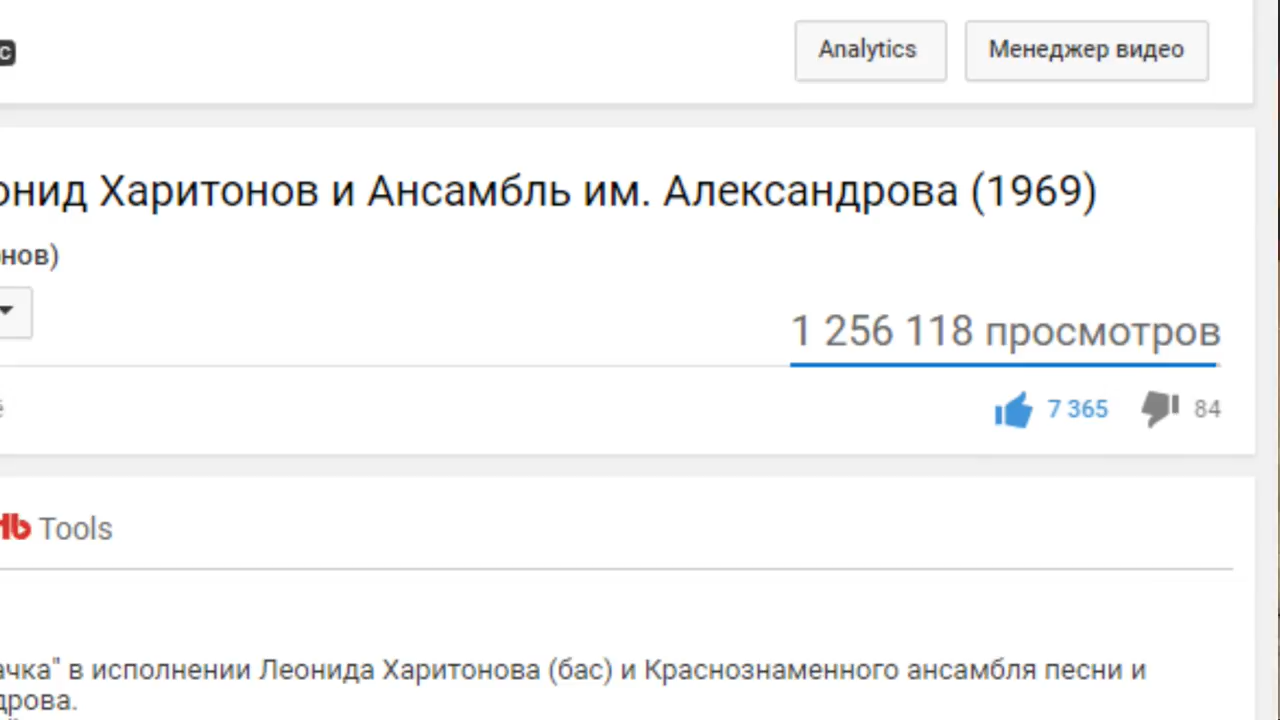 Analytics Менеджер видео
онид Харитонов и Ансамбль им. Александрова (1969)
нов)
1 256 118 просмотров
7 365 84
Tools
ачка" в исполнении Леонида Харитонова (бас) и Краснознаменного ансамбля песни и
дрова.